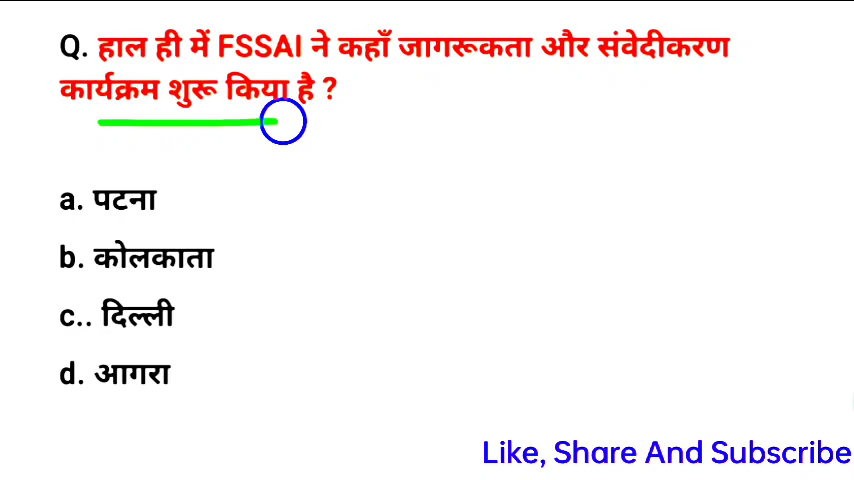 Q. हाल ही में FSSAI ने कहाँ जागरूकता और संवेदीकरण
कार्यक्रम शुरू किया है ?
a. पटना
b. कोलकाता
c.. दिल्ली
d. आगरा
Like, Share And Subscribe